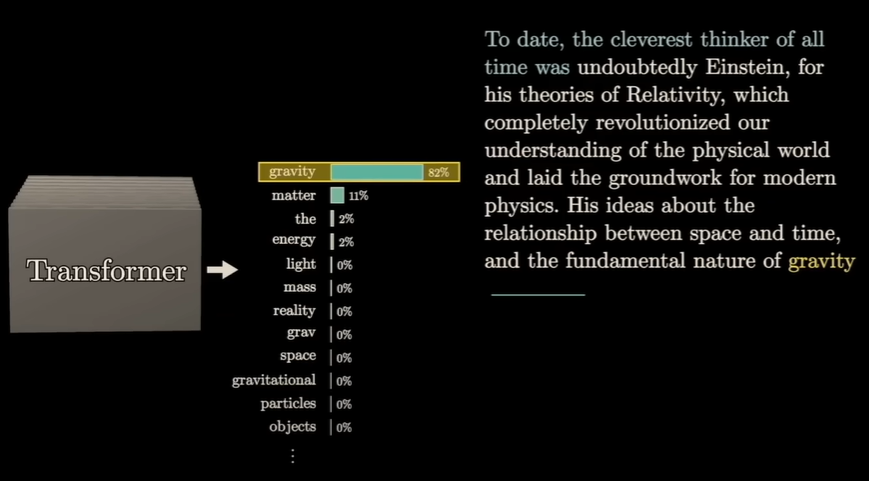 To date, the cleverest thinker of all
time was undoubtedly Einstein, for
his theories of Relativity, which
completely revolutionized our
understanding of the physical world
and laid the groundwork for modern
physics. His ideas about the
relationship between space and time,
and the fundamental nature of gravity
Transformer
gravity 82%
matter 11%
the 2%
energy 2%
light 0%
mass 0%
reality 0%
grav 0%
space 0%
gravitational 0%
particles 0%
objects 0%
⋮